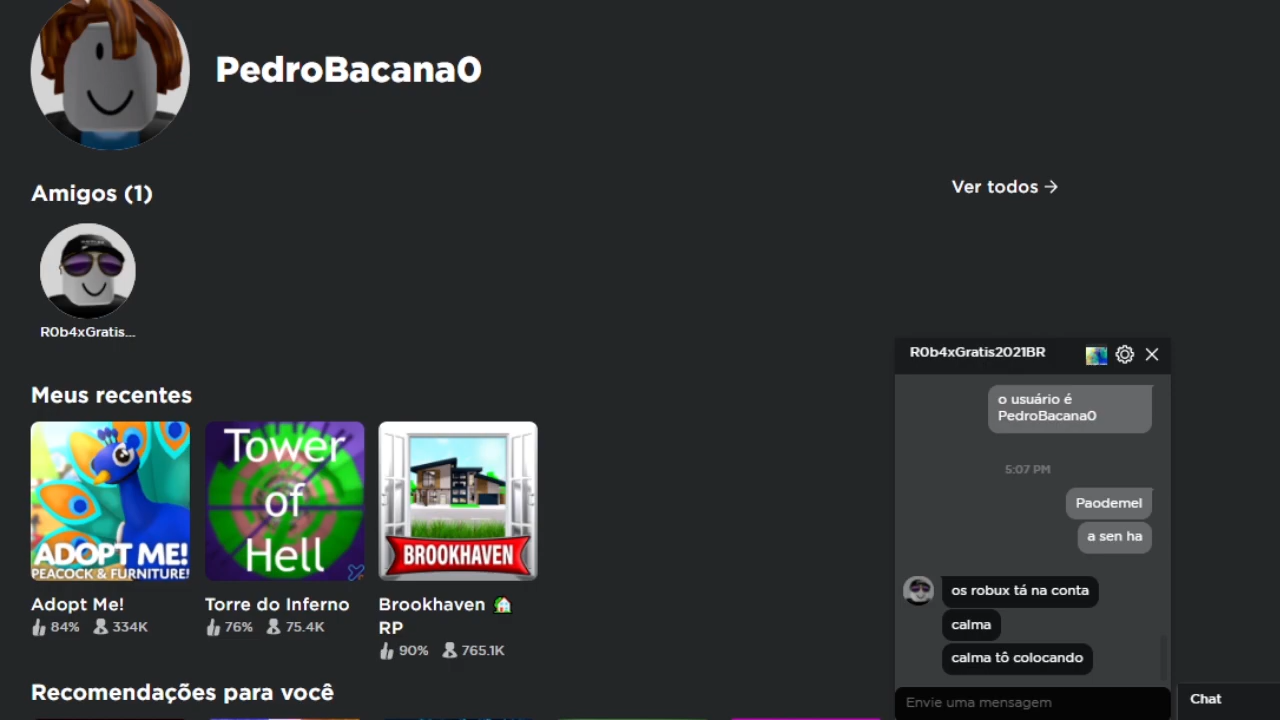 PedroBacana0
Amigos (1)
Ver todos →
R0b4xGratis...
Meus recentes
ADOPT ME!
PEACOCK & FURNITURE!
Tower
of
Hell
BROOKHAVEN
Adopt Me!
84% 334K
Torre do Inferno
76% 75.4K
Brookhaven 🏡
RP
90% 765.1K
Recomendações para você
R0b4xGratis2021BR
o usuário é
PedroBacana0
5:07 PM
Paodemel
a sen ha
os robux tá na conta
calma
calma tô colocando
Envie uma mensagem
Chat